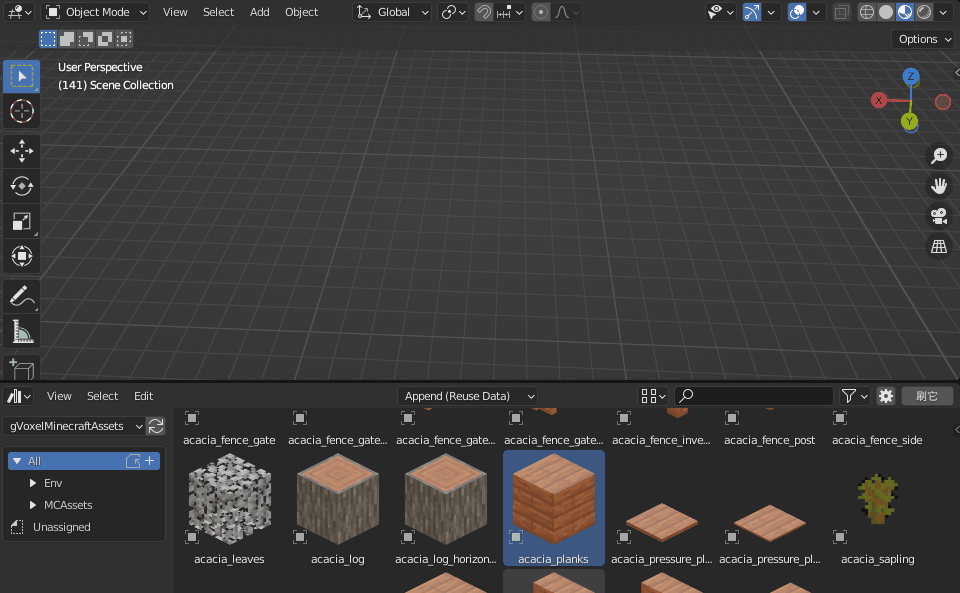 Object Mode View Select Add Object Global
Options
User Perspective
(141) Scene Collection
Z
X
Y
View Select Edit Append (Reuse Data) 刷它
gVoxelMinecraftAssets
acacia_fence_gate acacia_fence_gate... acacia_fence_gate... acacia_fence_gate... acacia_fence_inve... acacia_fence_post acacia_fence_side
All
Env
MCAssets
Unassigned
acacia_leaves acacia_log acacia_log_horizon... acacia_planks acacia_pressure_pl... acacia_pressure_pl... acacia_sapling